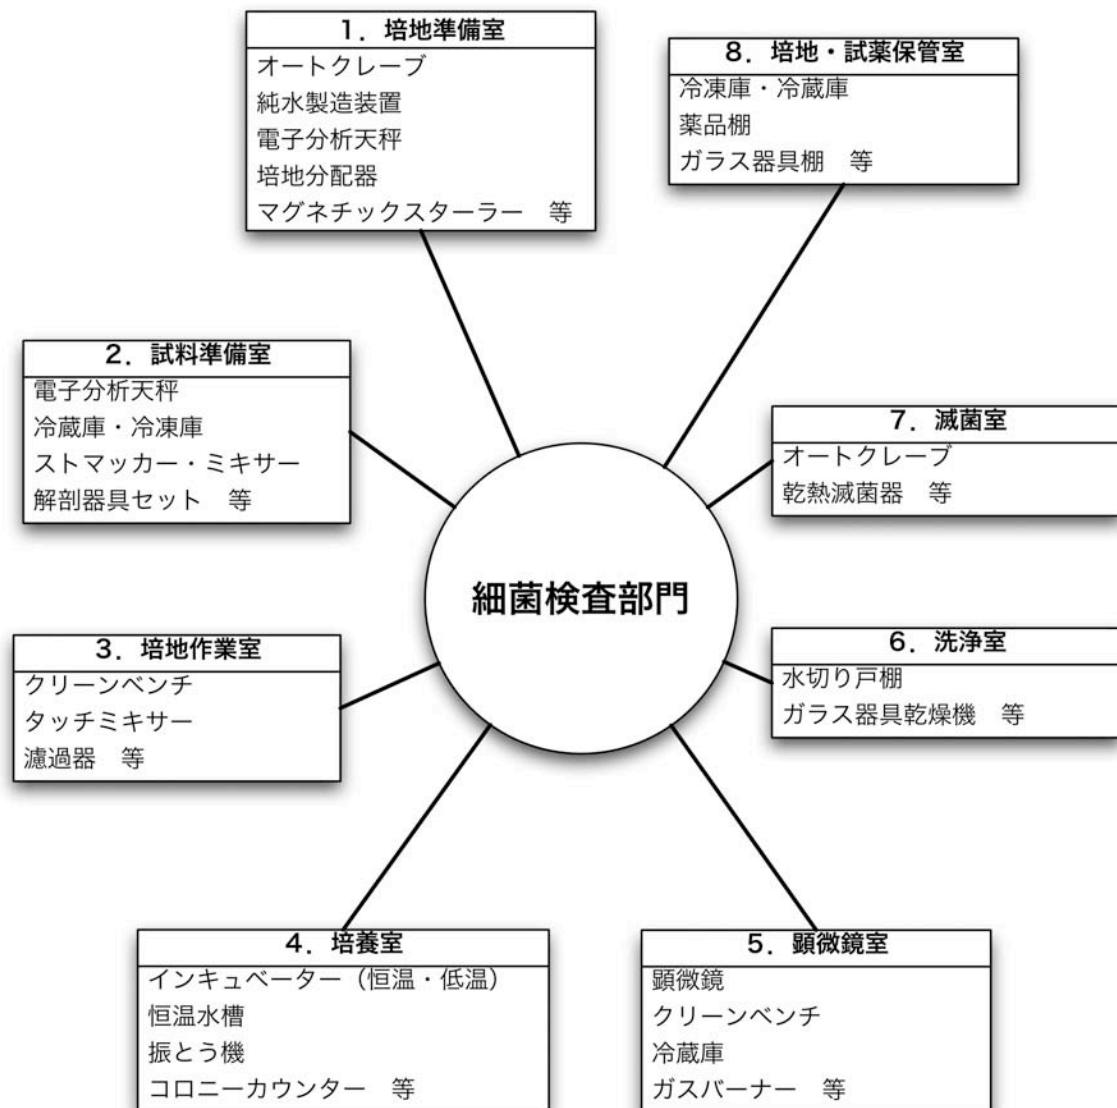 1．培地準備室
オートクレーブ
純水製造装置
電子分析天秤
培地分配器
マグネチックスターラー　等
2．試料準備室
電子分析天秤
冷蔵庫・冷凍庫
ストマッカー・ミキサー
解剖器具セット　等
3．培地作業室
クリーンベンチ
タッチミキサー
濾過器　等
4．培養室
インキュベーター（恒温・低温）
恒温水槽
振とう機
コロニーカウンター　等
5．顕微鏡室
顕微鏡
クリーンベンチ
冷蔵庫
ガスバーナー　等
6．洗浄室
水切り戸棚
ガラス器具乾燥機　等
7．滅菌室
オートクレーブ
乾熱滅菌器　等
8．培地・試薬保管室
冷凍庫・冷蔵庫
薬品棚
ガラス器具棚　等
細菌検査部門